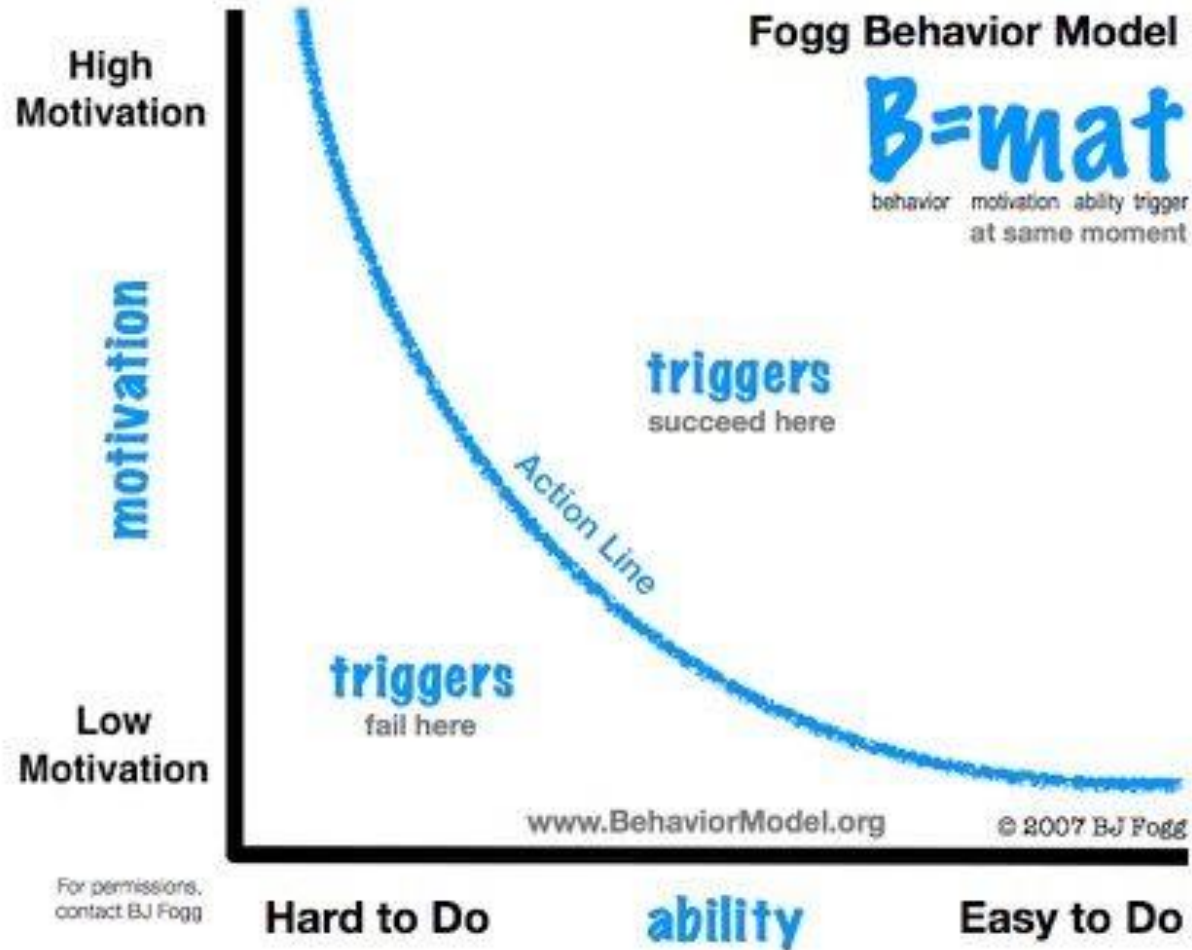 Fogg Behavior Model
High
Motivation
B=mat
behavior motivation ability trigger
at same moment
motivation
triggers
succeed here
Action Line
triggers
fail here
Low
Motivation
www.BehaviorModel.org
© 2007 BJ Fogg
For permissions,
contact BJ Fogg
Hard to Do
ability
Easy to Do